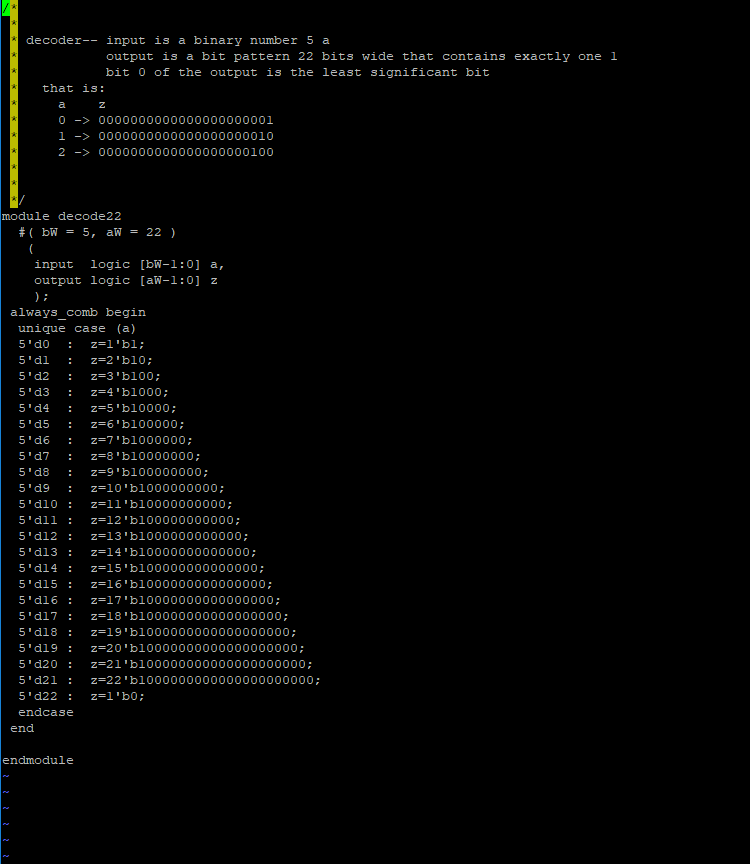 /*
*
* decoder-- input is a binary number 5 a
* output is a bit pattern 22 bits wide that contains exactly one 1
* bit 0 of the output is the least significant bit
* that is:
* a    z
* 0 -> 0000000000000000000001
* 1 -> 0000000000000000000010
* 2 -> 0000000000000000000100
*
*
*/
module decode22
#( bW = 5, aW = 22 )
(
input  logic [bW-1:0] a,
output logic [aW-1:0] z
);
always_comb begin
unique case (a)
5'd0  :  z=1'b1;
5'd1  :  z=2'b10;
5'd2  :  z=3'b100;
5'd3  :  z=4'b1000;
5'd4  :  z=5'b10000;
5'd5  :  z=6'b100000;
5'd6  :  z=7'b1000000;
5'd7  :  z=8'b10000000;
5'd8  :  z=9'b100000000;
5'd9  :  z=10'b1000000000;
5'd10 :  z=11'b10000000000;
5'd11 :  z=12'b100000000000;
5'd12 :  z=13'b1000000000000;
5'd13 :  z=14'b10000000000000;
5'd14 :  z=15'b100000000000000;
5'd15 :  z=16'b1000000000000000;
5'd16 :  z=17'b10000000000000000;
5'd17 :  z=18'b100000000000000000;
5'd18 :  z=19'b1000000000000000000;
5'd19 :  z=20'b10000000000000000000;
5'd20 :  z=21'b100000000000000000000;
5'd21 :  z=22'b1000000000000000000000;
5'd22 :  z=1'b0;
endcase
end
endmodule
~
~
~
~
~
~